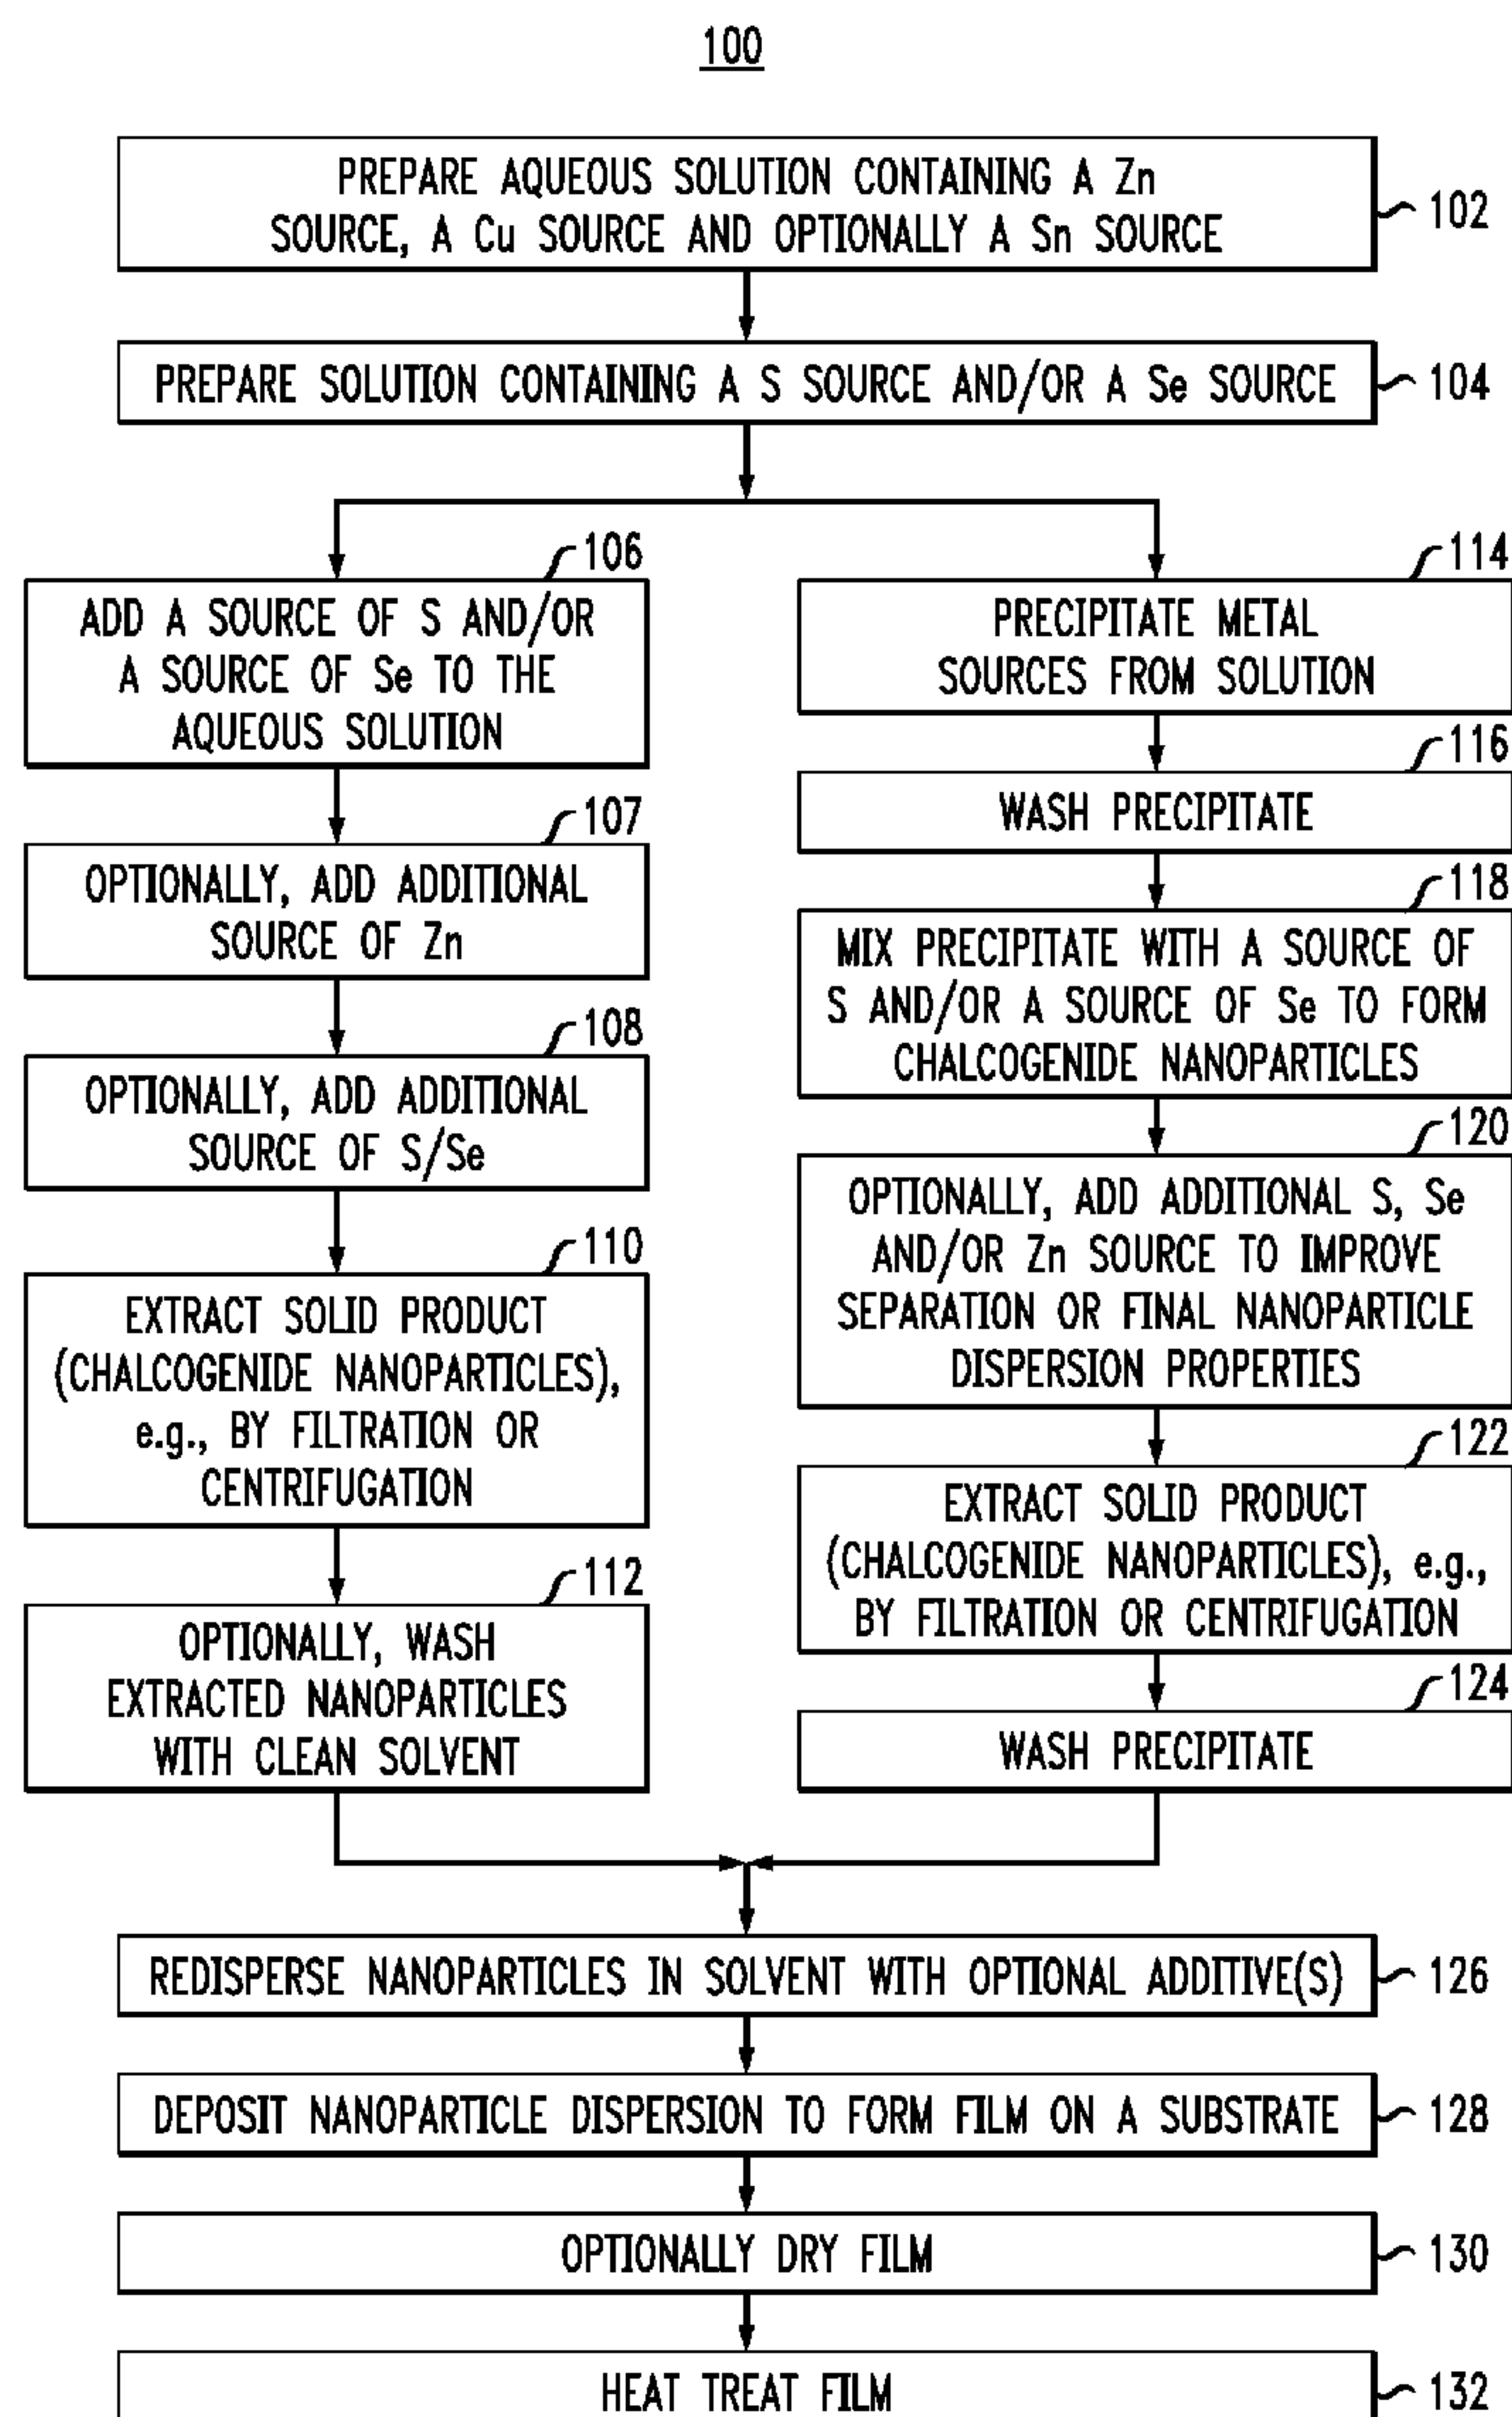 100
PREPARE AQUEOUS SOLUTION CONTAINING A Zn
SOURCE, A Cu SOURCE AND OPTIONALLY A Sn SOURCE
102
PREPARE SOLUTION CONTAINING A S SOURCE AND/OR A Se SOURCE
104
106
ADD A SOURCE OF S AND/OR
A SOURCE OF Se TO THE
AQUEOUS SOLUTION
107
OPTIONALLY, ADD ADDITIONAL
SOURCE OF Zn
108
OPTIONALLY, ADD ADDITIONAL
SOURCE OF S/Se
110
EXTRACT SOLID PRODUCT
(CHALCOGENIDE NANOPARTICLES),
e.g., BY FILTRATION OR
CENTRIFUGATION
112
OPTIONALLY, WASH
EXTRACTED NANOPARTICLES
WITH CLEAN SOLVENT
114
PRECIPITATE METAL
SOURCES FROM SOLUTION
116
WASH PRECIPITATE
118
MIX PRECIPITATE WITH A SOURCE OF
S AND/OR A SOURCE OF Se TO FORM
CHALCOGENIDE NANOPARTICLES
120
OPTIONALLY, ADD ADDITIONAL S, Se
AND/OR Zn SOURCE TO IMPROVE
SEPARATION OR FINAL NANOPARTICLE
DISPERSION PROPERTIES
122
EXTRACT SOLID PRODUCT
(CHALCOGENIDE NANOPARTICLES), e.g.,
BY FILTRATION OR CENTRIFUGATION
124
WASH PRECIPITATE
REDISPERSE NANOPARTICLES IN SOLVENT WITH OPTIONAL ADDITIVE(S)
126
DEPOSIT NANOPARTICLE DISPERSION TO FORM FILM ON A SUBSTRATE
128
OPTIONALLY DRY FILM
130
HEAT TREAT FILM
132